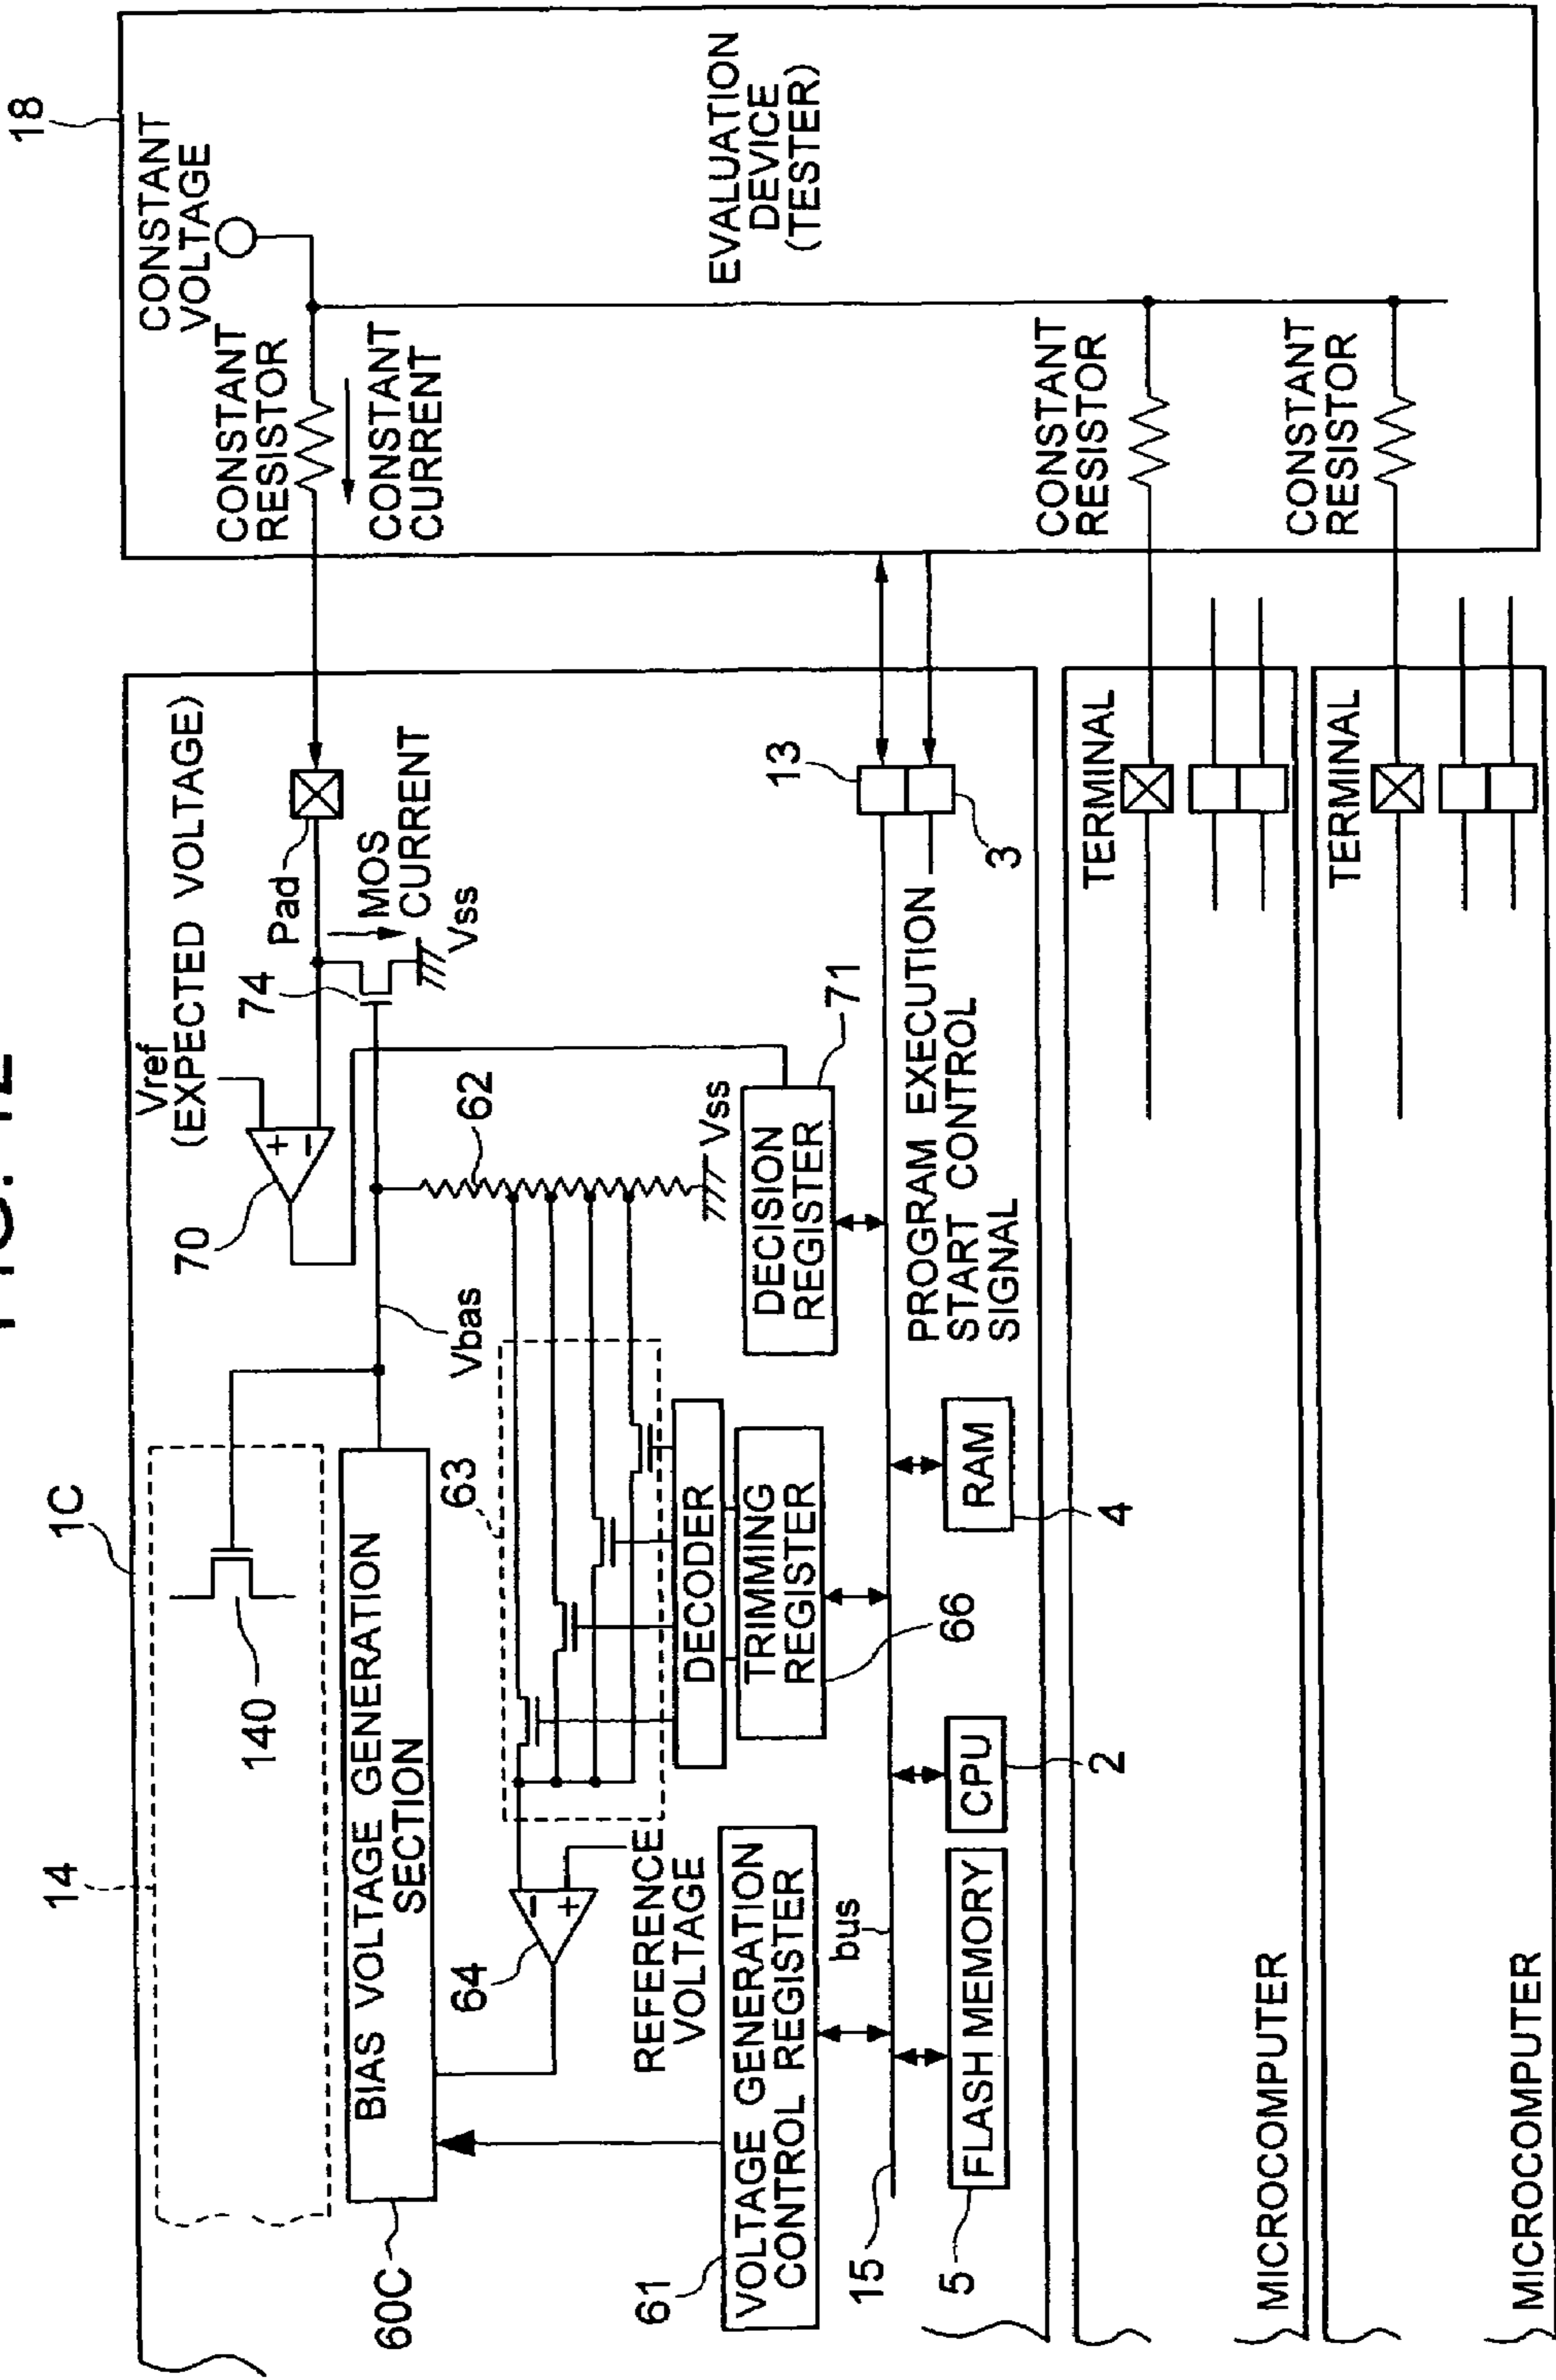 18
CONSTANT
VOLTAGE
CONSTANT
RESISTOR
CONSTANT
CURRENT
EVALUATION
DEVICE
(TESTER)
CONSTANT
RESISTOR
CONSTANT
RESISTOR
1C
14
140
Vref
(EXPECTED VOLTAGE)
70
+
−
74
Pad
MOS
CURRENT
Vss
BIAS VOLTAGE GENERATION
SECTION
60C
Vbas
62
Vss
63
64
−
+
REFERENCE
VOLTAGE
DECODER
TRIMMING
REGISTER
66
DECISION
REGISTER
71
13
3
VOLTAGE GENERATION
CONTROL REGISTER
61
bus
15
PROGRAM EXECUTION
START CONTROL
SIGNAL
FLASH MEMORY
5
CPU
2
RAM
4
TERMINAL
MICROCOMPUTER
TERMINAL
MICROCOMPUTER